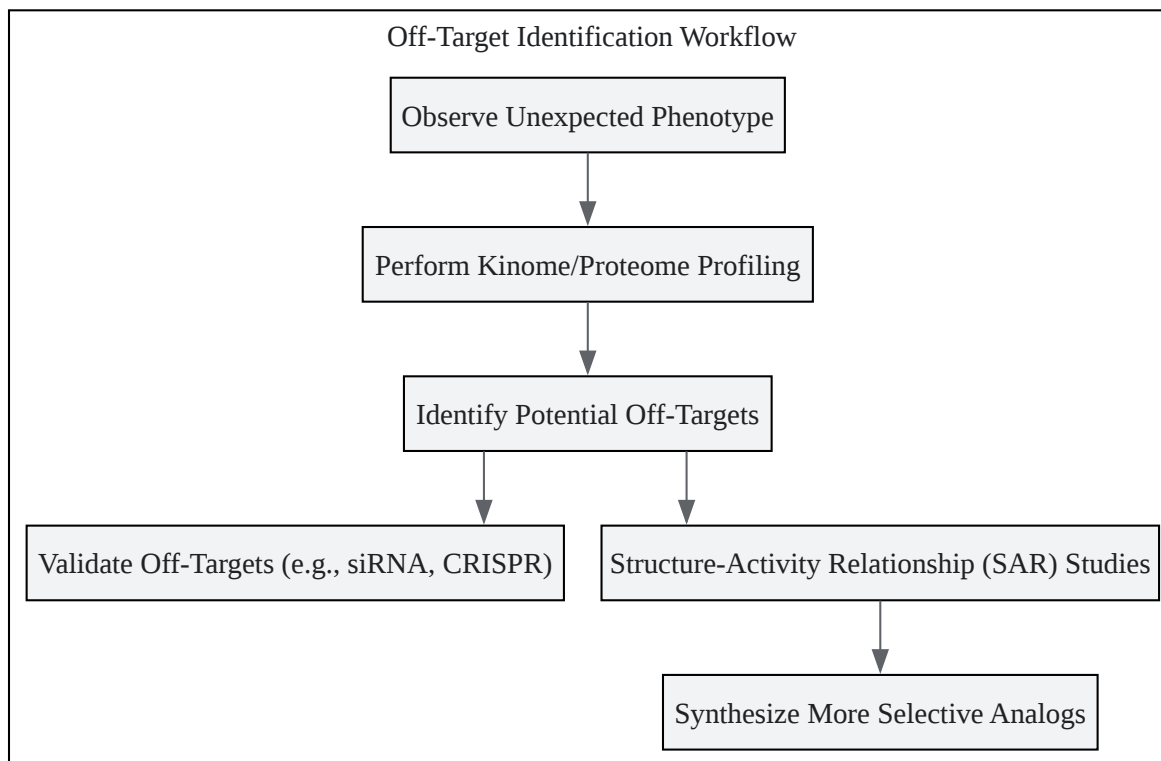 Off-Target Identification Workflow
Observe Unexpected Phenotype
Perform Kinome/Proteome Profiling
Identify Potential Off-Targets
Validate Off-Targets (e.g., siRNA, CRISPR)
Structure-Activity Relationship (SAR) Studies
Synthesize More Selective Analogs